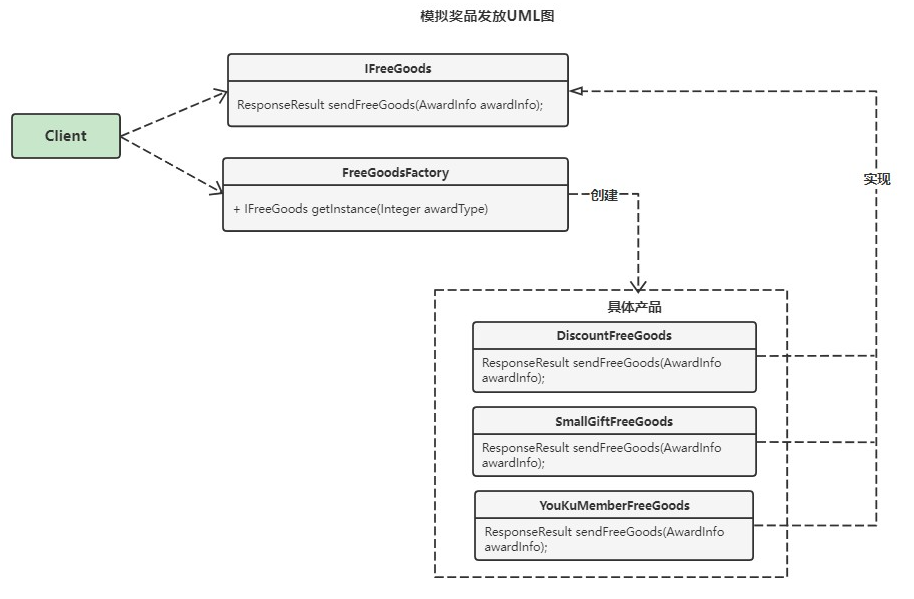 模拟奖品发放UML图
IFreeGoods
ResponseResult sendFreeGoods(AwardInfo awardInfo);
Client
FreeGoodsFactory
+ IFreeGoods getInstance(Integer awardType)
创建
实现
具体产品
DiscountFreeGoods
ResponseResult sendFreeGoods(AwardInfo
awardInfo);
SmallGiftFreeGoods
ResponseResult sendFreeGoods(AwardInfo
awardInfo);
YouKuMemberFreeGoods
ResponseResult sendFreeGoods(AwardInfo
awardInfo);